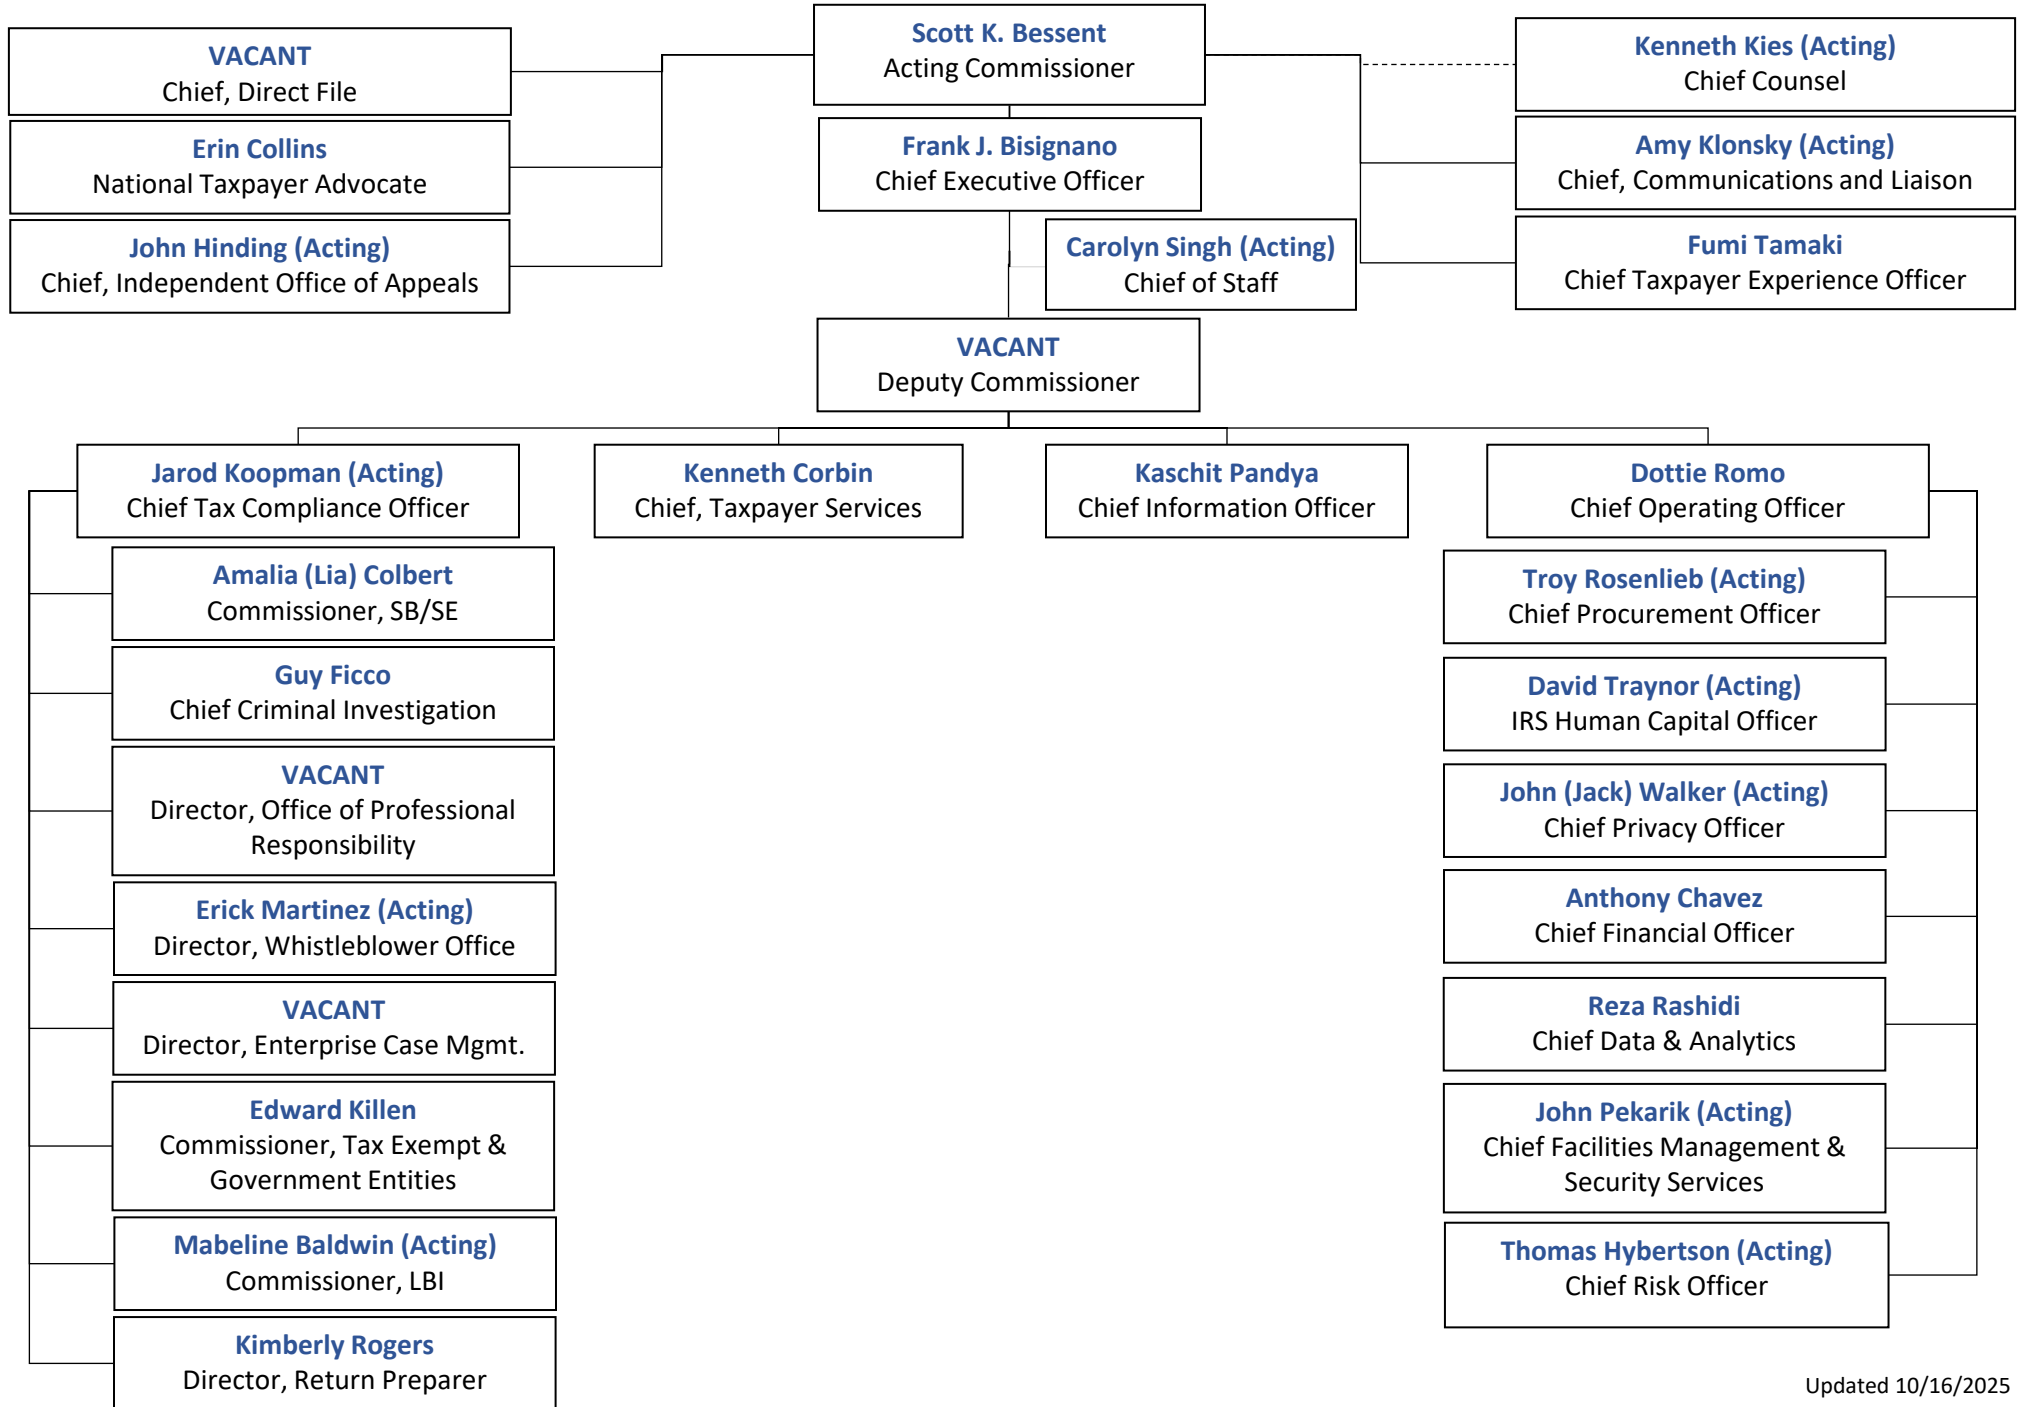 VACANT
Chief, Direct File
Erin Collins
National Taxpayer Advocate
John Hinding (Acting)
Chief, Independent Office of Appeals
Scott K. Bessent
Acting Commissioner
Frank J. Bisignano
Chief Executive Officer
Carolyn Singh (Acting)
Chief of Staff
VACANT
Deputy Commissioner
Kenneth Kies (Acting)
Chief Counsel
Amy Klonsky (Acting)
Chief, Communications and Liaison
Fumi Tamaki
Chief Taxpayer Experience Officer
Jarod Koopman (Acting)
Chief Tax Compliance Officer
Kenneth Corbin
Chief, Taxpayer Services
Kaschit Pandya
Chief Information Officer
Dottie Romo
Chief Operating Officer
Amalia (Lia) Colbert
Commissioner, SB/SE
Guy Ficco
Chief Criminal Investigation
VACANT
Director, Office of Professional
Responsibility
Erick Martinez (Acting)
Director, Whistleblower Office
VACANT
Director, Enterprise Case Mgmt.
Edward Killen
Commissioner, Tax Exempt &
Government Entities
Mabeline Baldwin (Acting)
Commissioner, LBI
Kimberly Rogers
Director, Return Preparer
Troy Rosenlieb (Acting)
Chief Procurement Officer
David Traynor (Acting)
IRS Human Capital Officer
John (Jack) Walker (Acting)
Chief Privacy Officer
Anthony Chavez
Chief Financial Officer
Reza Rashidi
Chief Data & Analytics
John Pekarik (Acting)
Chief Facilities Management &
Security Services
Thomas Hybertson (Acting)
Chief Risk Officer
Updated 10/16/2025